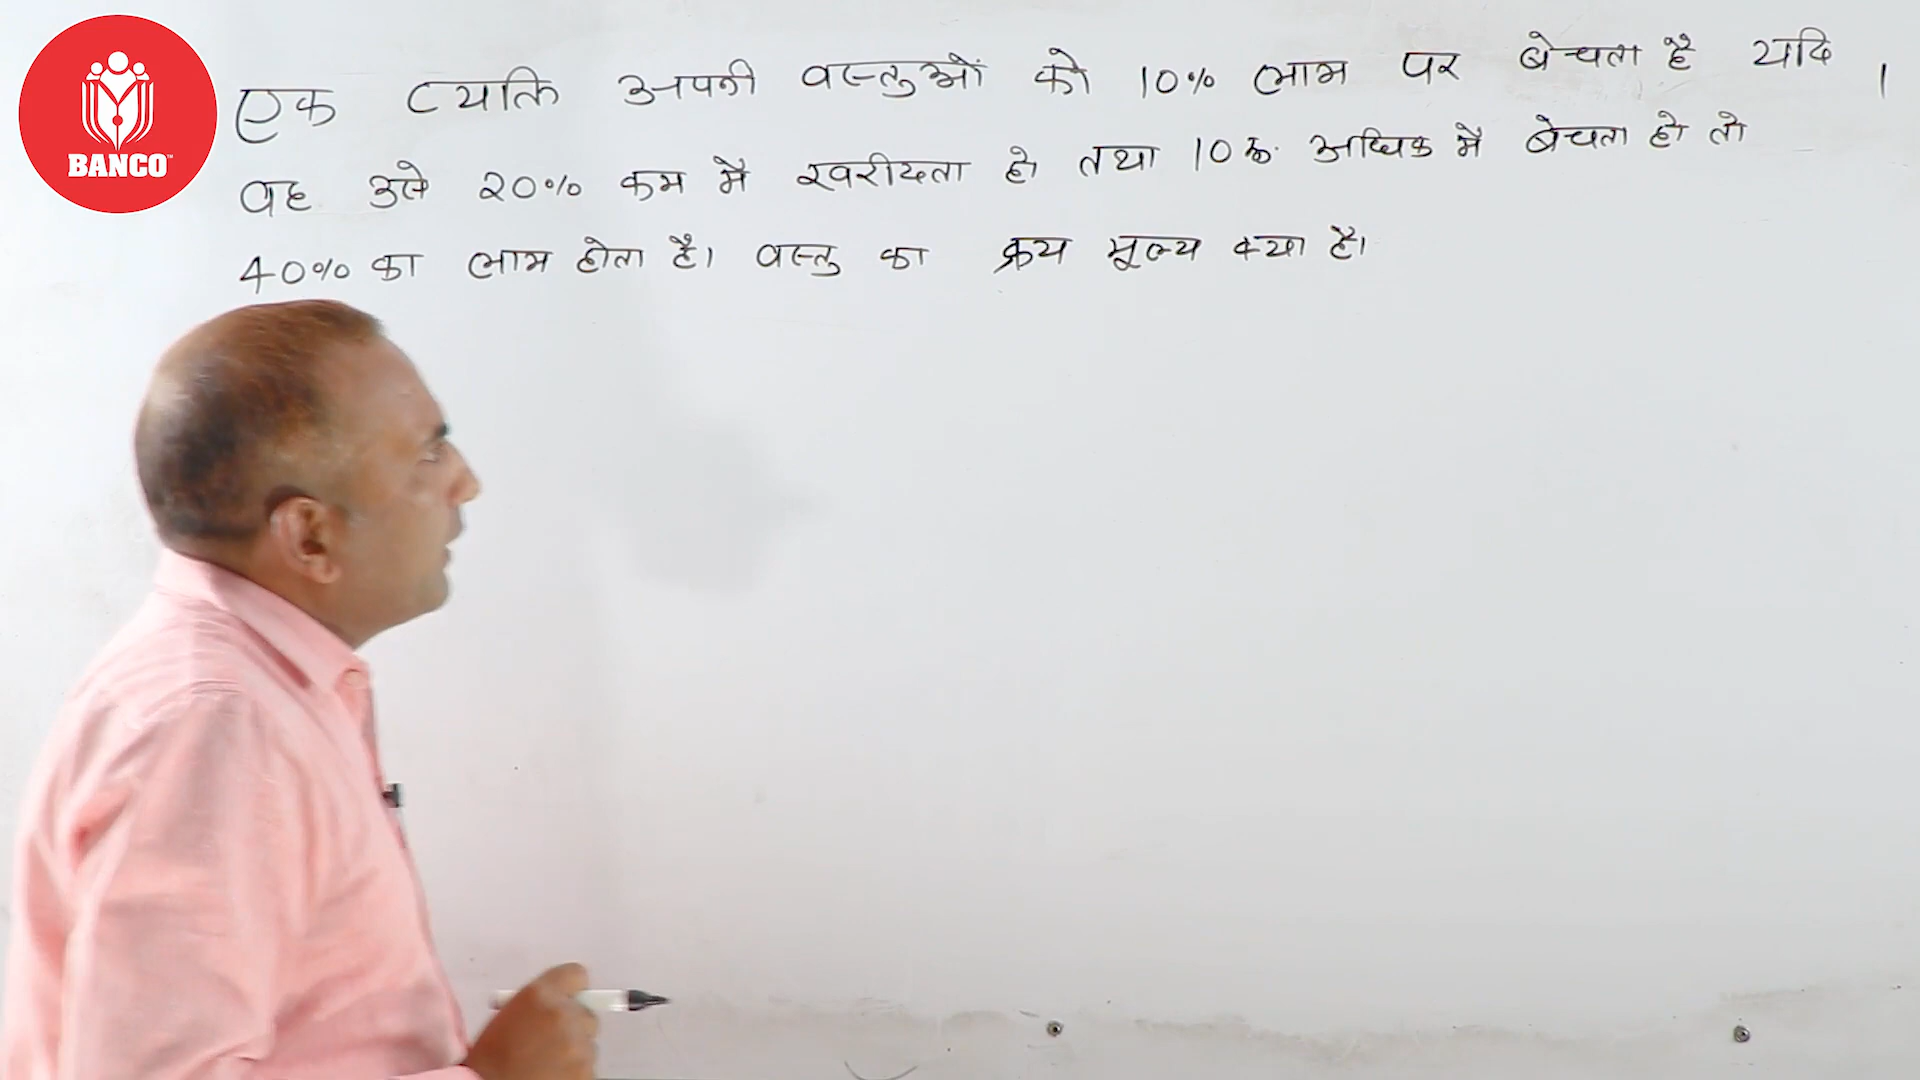 BANCO
एक व्यक्ति अपनी वस्तुओं को 10% लाभ पर बेचता है यदि ।
वह उसे 20% कम में खरीदता हो तथा 10 रू. अधिक में बेचता हो तो
40% का लाभ होता है। वस्तु का क्रय मूल्य क्या है।